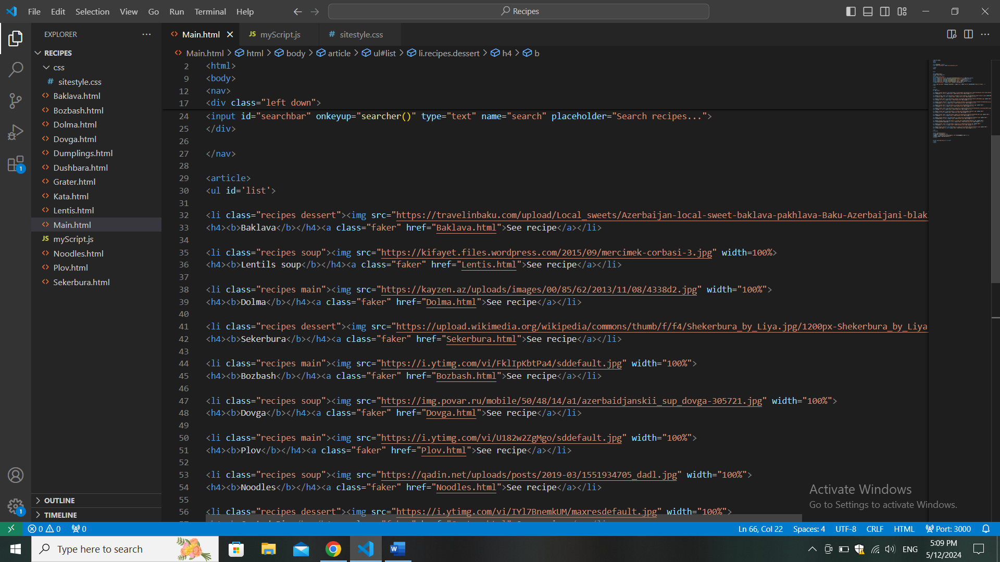 File Edit Selection View Go Run Terminal Help
Recipes
EXPLORER
Main.html
JS myScript.js
# sitestyle.css
RECIPES
css
# sitestyle.css
Baklava.html
Bozbash.html
Dolma.html
Dovga.html
Dumplings.html
Dushbara.html
Grater.html
Kata.html
Lentis.html
Main.html
JS myScript.js
Noodles.html
Plov.html
Sekerbura.html
OUTLINE
TIMELINE
Main.html > html > body > article > ul#list > li.recipes.dessert > h4 > b
2 <html>
9 <body>
12 <nav>
17 <div class="left down">
24 <input id="searchbar" onkeyup="searcher()" type="text" name="search" placeholder="Search recipes...">
25 </div>
26
27 </nav>
28
29 <article>
30 <ul id='list'>
31
32 <li class="recipes dessert"><img src="https://travelinbaku.com/upload/Local_sweets/Azerbaijan-local-sweet-baklava-pakhlava-Baku-Azerbaijani-blak
33 <h4><b>Baklava</b></h4><a class="faker" href="Baklava.html">See recipe</a></li>
34
35 <li class="recipes soup"><img src="https://kifayet.files.wordpress.com/2015/09/mercimek-corbasi-3.jpg" width=100%>
36 <h4><b>Lentils soup</b></h4><a class="faker" href="Lentis.html">See recipe</a></li>
37
38 <li class="recipes main"><img src="https://kayzen.az/uploads/images/00/85/62/2013/11/08/4338d2.jpg" width="100%">
39 <h4><b>Dolma</b></h4><a class="faker" href="Dolma.html">See recipe</a></li>
40
41 <li class="recipes dessert"><img src="https://upload.wikimedia.org/wikipedia/commons/thumb/f/f4/Shekerbura_by_Liya.jpg/1200px-Shekerbura_by_Liya
42 <h4><b>Sekerbura</b></h4><a class="faker" href="Sekerbura.html">See recipe</a></li>
43
44 <li class="recipes main"><img src="https://i.ytimg.com/vi/FklIpKbtPa4/sddefault.jpg" width="100%">
45 <h4><b>Bozbash</b></h4><a class="faker" href="Bozbash.html">See recipe</a></li>
46
47 <li class="recipes soup"><img src="https://img.povar.ru/mobile/50/48/14/a1/azerbaidjanskii_sup_dovga-305721.jpg" width="100%">
48 <h4><b>Dovga</b></h4><a class="faker" href="Dovga.html">See recipe</a></li>
49
50 <li class="recipes main"><img src="https://i.ytimg.com/vi/U182w2ZgMgo/sddefault.jpg" width="100%">
51 <h4><b>Plov</b></h4><a class="faker" href="Plov.html">See recipe</a></li>
52
53 <li class="recipes soup"><img src="https://qadin.net/uploads/posts/2019-03/1551934705_dadl.jpg" width="100%">
54 <h4><b>Noodles</b></h4><a class="faker" href="Noodles.html">See recipe</a></li>
55
56 <li class="recipes dessert"><img src="https://i.ytimg.com/vi/IYl7BnemkUM/maxresdefault.jpg" width="100%">
Activate Windows
Go to Settings to activate Windows.
1
1
0 0 0
Ln 66, Col 22 Spaces: 4 UTF-8 CRLF HTML Port: 3000
Type here to search
ENG
5:09 PM
5/12/2024